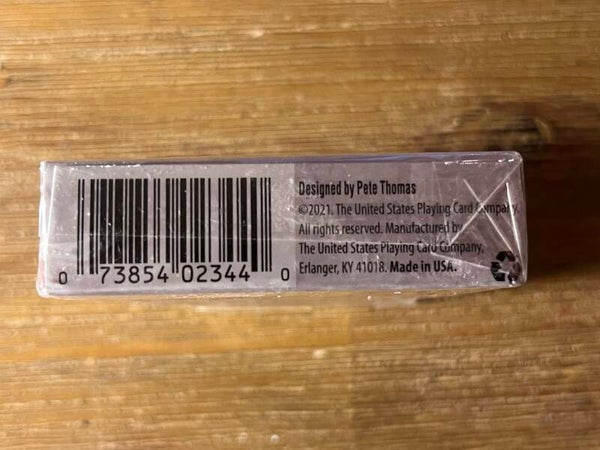 Designed by Pete Thomas
©2021. The United States Playing Card Company.
All rights reserved. Manufactured by
The United States Playing Card Company,
Erlanger, KY 41018. Made in USA.
0 73854 02344 0